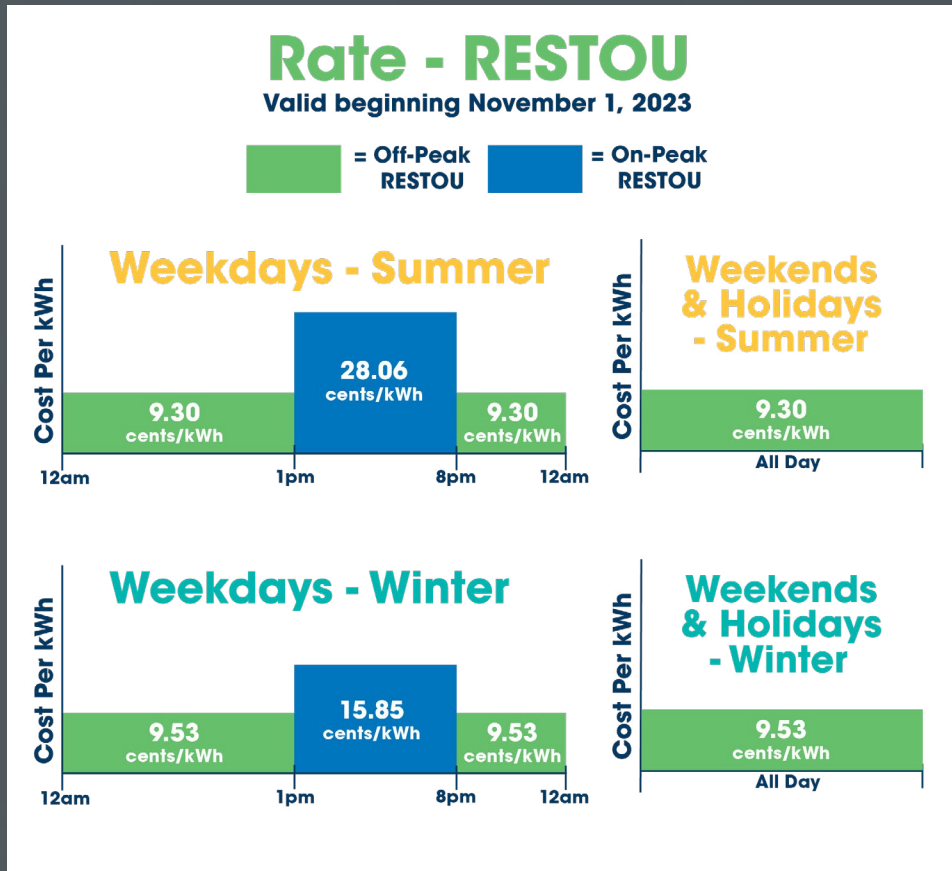 Rate - RESTOU
Valid beginning November 1, 2023
= Off-Peak
RESTOU
= On-Peak
RESTOU
Weekdays - Summer
Cost Per kWh
9.30
cents/kWh
28.06
cents/kWh
9.30
cents/kWh
12am
1pm
8pm
12am
Weekends
& Holidays
- Summer
Cost Per kWh
9.30
cents/kWh
All Day
Weekdays - Winter
Cost Per kWh
9.53
cents/kWh
15.85
cents/kWh
9.53
cents/kWh
12am
1pm
8pm
12am
Weekends
& Holidays
- Winter
Cost Per kWh
9.53
cents/kWh
All Day